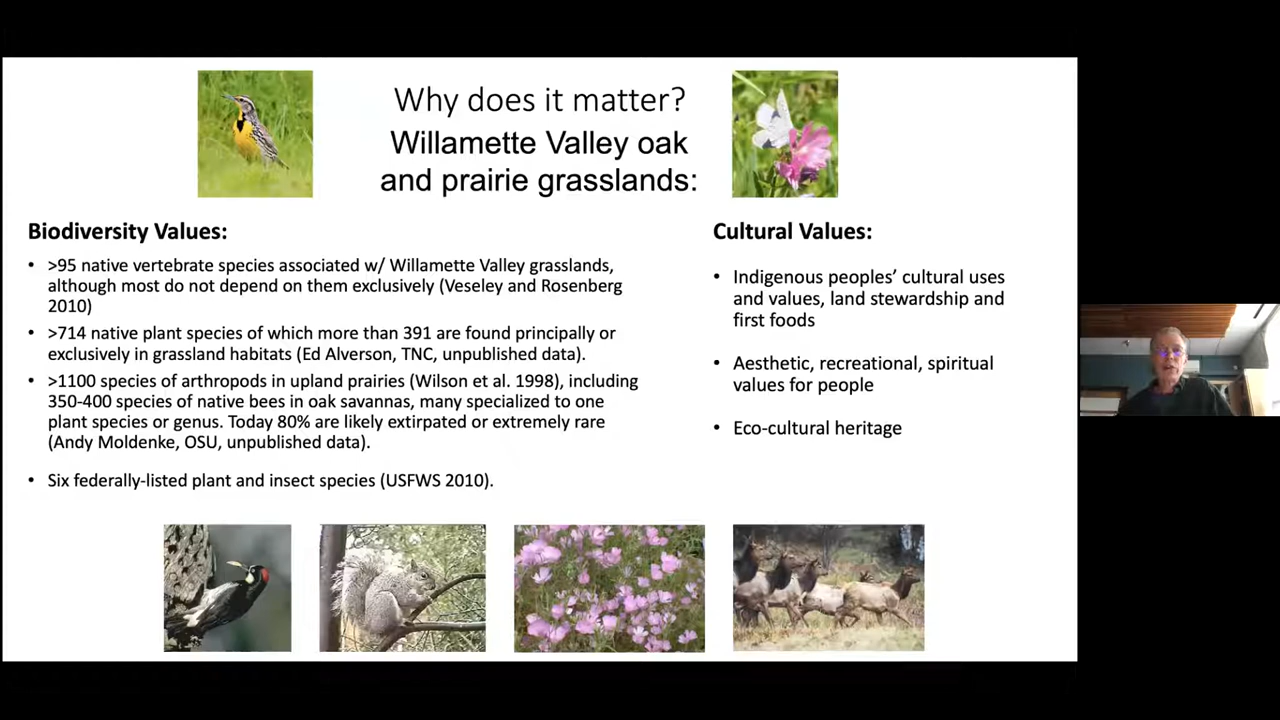 Why does it matter?
Willamette Valley oak
and prairie grasslands:
Biodiversity Values:
• >95 native vertebrate species associated w/ Willamette Valley grasslands,
although most do not depend on them exclusively (Veseley and Rosenberg
2010)
• >714 native plant species of which more than 391 are found principally or
exclusively in grassland habitats (Ed Alverson, TNC, unpublished data).
• >1100 species of arthropods in upland prairies (Wilson et al. 1998), including
350-400 species of native bees in oak savannas, many specialized to one
plant species or genus. Today 80% are likely extirpated or extremely rare
(Andy Moldenke, OSU, unpublished data).
• Six federally-listed plant and insect species (USFWS 2010).
Cultural Values:
• Indigenous peoples’ cultural uses
and values, land stewardship and
first foods
• Aesthetic, recreational, spiritual
values for people
• Eco-cultural heritage